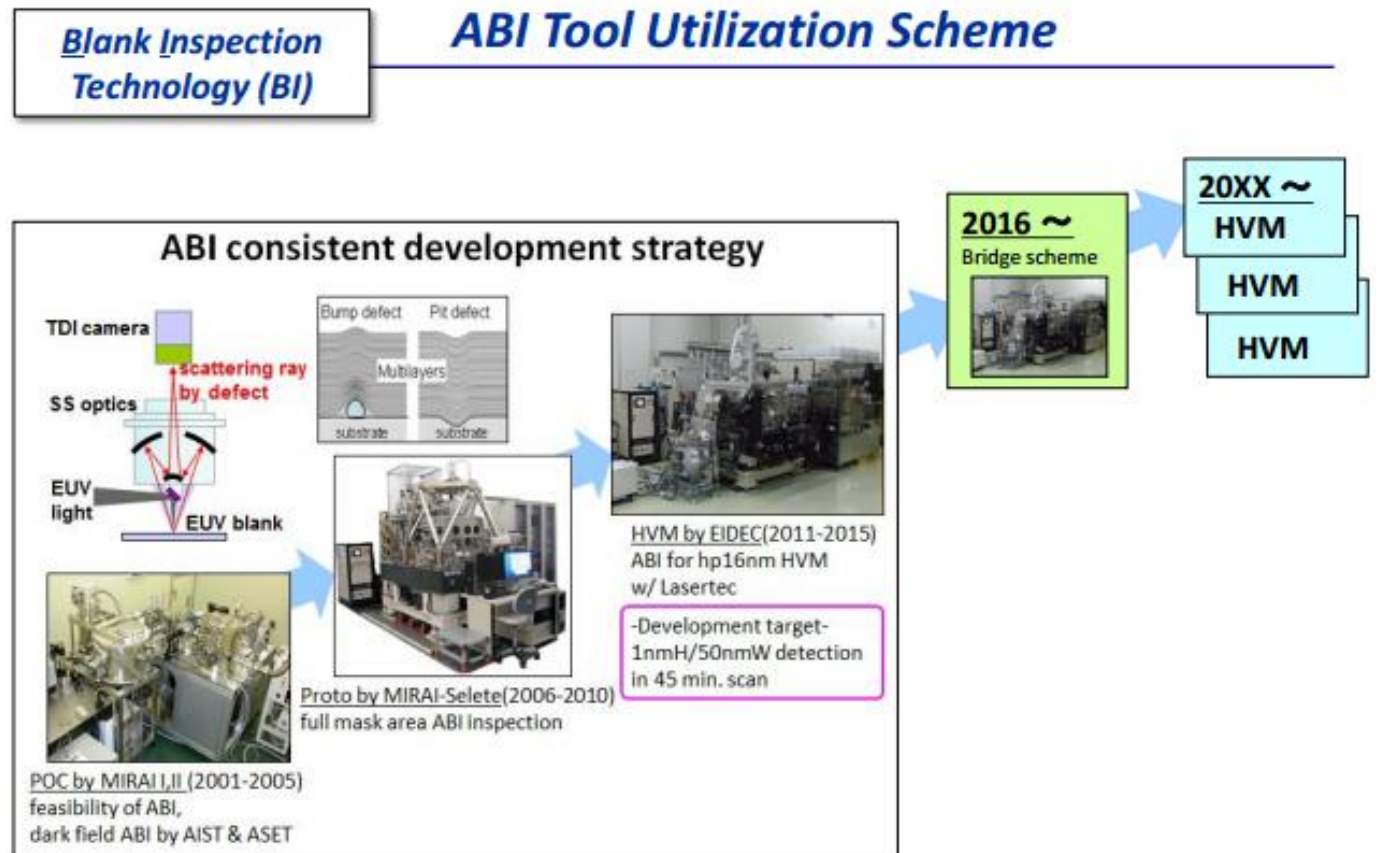 Blank Inspection
Technology (BI)
ABI Tool Utilization Scheme
ABI consistent development strategy
TDI camera
scattering ray
by defect
SS optics
EUV
light
EUV blank
Bump defect
Pit defect
Multilayers
substrate
substrate
POC by MIRAI I,II (2001-2005)
feasibility of ABI,
dark field ABI by AIST & ASET
Proto by MIRAI-Selete(2006-2010)
full mask area ABI inspection
HVM by EIDEC(2011-2015)
ABI for hp16nm HVM
w/ Lasertec
-Development target-
1nmH/50nmW detection
in 45 min. scan
2016 ～
Bridge scheme
20XX ～
HVM
HVM
HVM